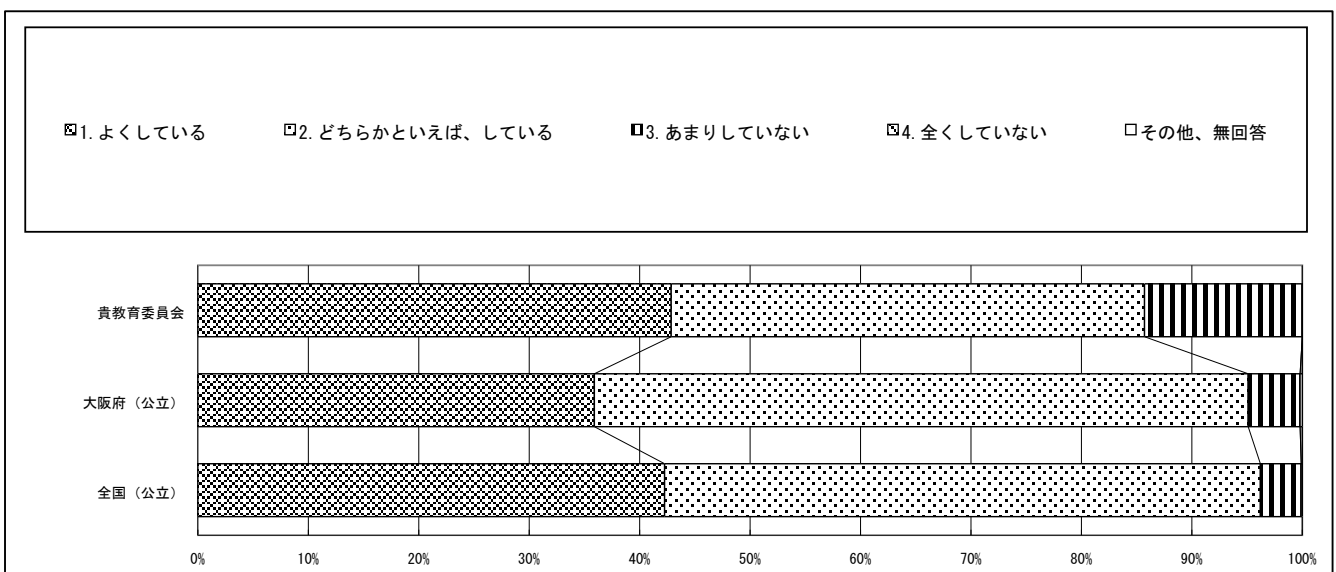 1. よくしている 2. どちらかといえば、している 3. あまりしていない 4. 全くしていない その他、無回答
貴教育委員会
大阪府（公立）
全国（公立）
0% 10% 20% 30% 40% 50% 60% 70% 80% 90% 100%